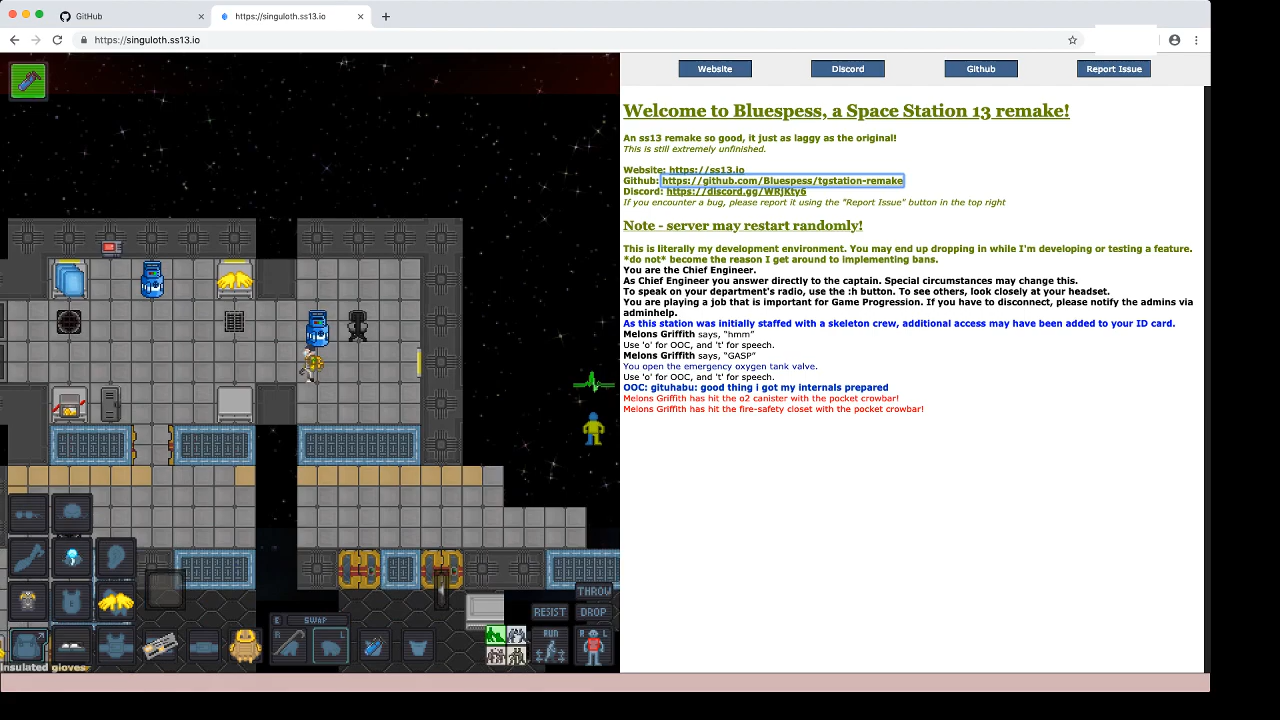 GitHub
https://singuloth.ss13.io
https://singuloth.ss13.io
Website
Discord
Github
Report Issue
Welcome to Bluespess, a Space Station 13 remake!
An ss13 remake so good, it just as laggy as the original!
This is still extremely unfinished.
Website: https://ss13.io
Github: https://github.com/Bluespess/tgstation-remake
Discord: https://discord.gg/WRjKty6
If you encounter a bug, please report it using the "Report Issue" button in the top right
Note - server may restart randomly!
This is literally my development environment. You may end up dropping in while I'm developing or testing a feature.
*do not* become the reason I get around to implementing bans.
You are the Chief Engineer.
As Chief Engineer you answer directly to the captain. Special circumstances may change this.
To speak on your department's radio, use the :h button. To see others, look closely at your headset.
You are playing a job that is important for Game Progression. If you have to disconnect, please notify the admins via
adminhelp.
As this station was initially staffed with a skeleton crew, additional access may have been added to your ID card.
Melons Griffith says, "hmm"
Use 'o' for OOC, and 't' for speech.
Melons Griffith says, "GASP"
You open the emergency oxygen tank valve.
Use 'o' for OOC, and 't' for speech.
OOC: gituhabu: good thing i got my internals prepared
Melons Griffith has hit the o2 canister with the pocket crowbar!
Melons Griffith has hit the fire-safety closet with the pocket crowbar!
THROW
RESIST
DROP
E
SWAP
R
L
RUN
R
L
Insulated gloves